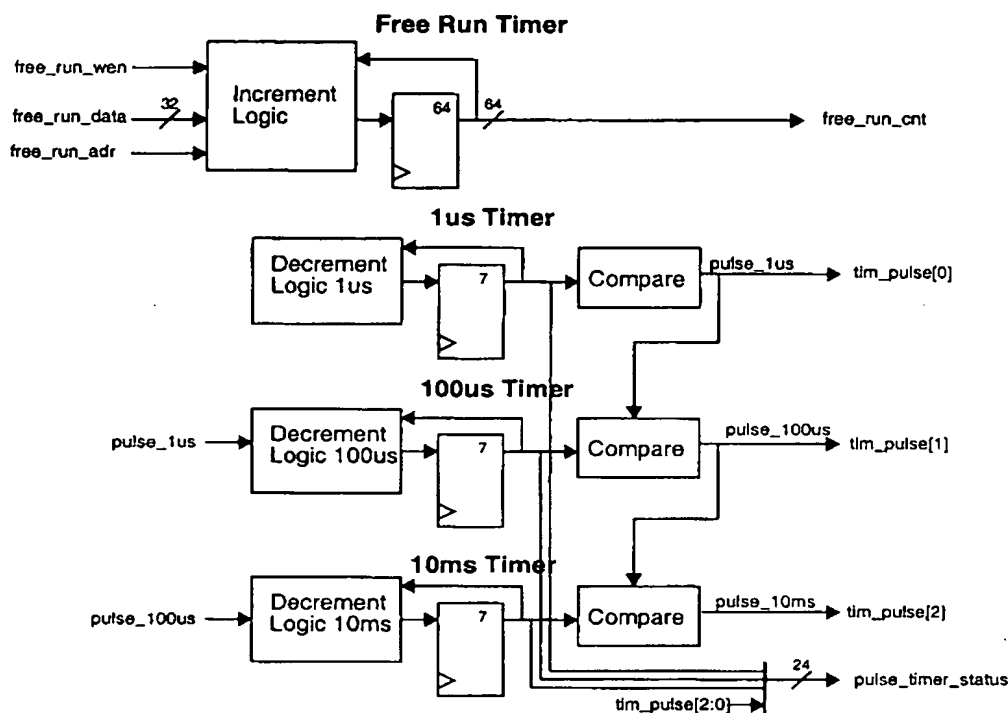 Free Run Timer
free_run_wen
free_run_data
32
free_run_adr
Increment
Logic
64
64
free_run_cnt
1us Timer
Decrement
Logic 1us
7
Compare
pulse_1us
tim_pulse[0]
100us Timer
pulse_1us
Decrement
Logic 100us
7
Compare
pulse_100us
tim_pulse[1]
10ms Timer
pulse_100us
Decrement
Logic 10ms
7
Compare
pulse_10ms
tim_pulse[2]
24
pulse_timer_status
tim_pulse[2:0]